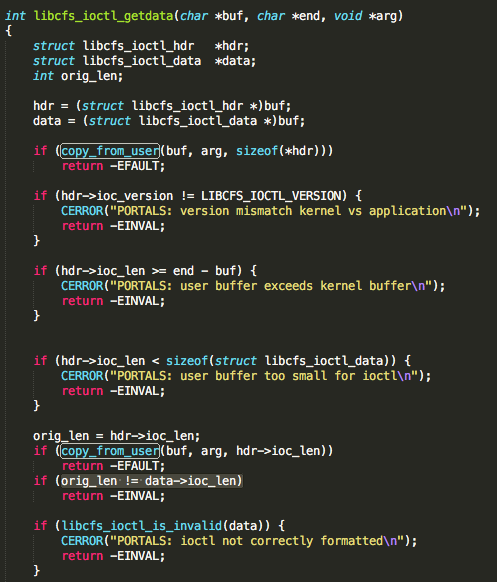 int libcfs_ioctl_getdata(char *buf, char *end, void *arg)
{
    struct libcfs_ioctl_hdr   *hdr;
    struct libcfs_ioctl_data  *data;
    int orig_len;

    hdr = (struct libcfs_ioctl_hdr *)buf;
    data = (struct libcfs_ioctl_data *)buf;

    if (copy_from_user(buf, arg, sizeof(*hdr)))
        return -EFAULT;

    if (hdr->ioc_version != LIBCFS_IOCTL_VERSION) {
        CERROR("PORTALS: version mismatch kernel vs application\n");
        return -EINVAL;
    }

    if (hdr->ioc_len >= end - buf) {
        CERROR("PORTALS: user buffer exceeds kernel buffer\n");
        return -EINVAL;
    }


    if (hdr->ioc_len < sizeof(struct libcfs_ioctl_data)) {
        CERROR("PORTALS: user buffer too small for ioctl\n");
        return -EINVAL;
    }

    orig_len = hdr->ioc_len;
    if (copy_from_user(buf, arg, hdr->ioc_len))
        return -EFAULT;
    if (orig_len != data->ioc_len)
        return -EINVAL;

    if (libcfs_ioctl_is_invalid(data)) {
        CERROR("PORTALS: ioctl not correctly formatted\n");
        return -EINVAL;
    }